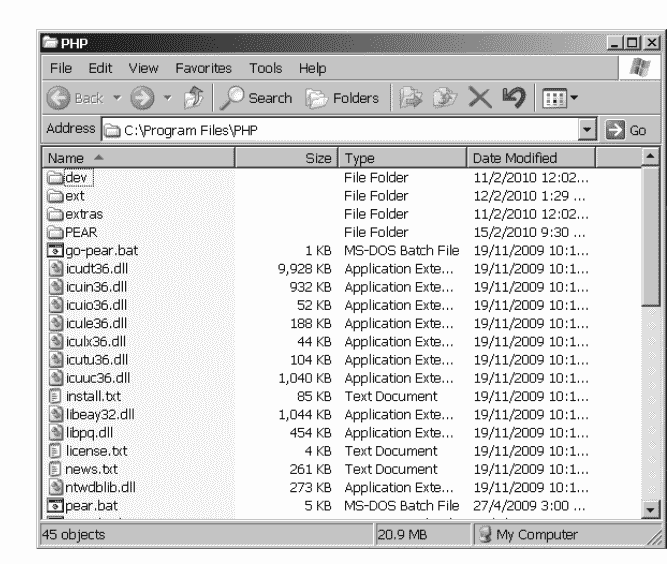 PHP
File Edit View Favorites Tools Help
Back Search Folders
Address C:\Program Files\PHP Go
Name Size Type Date Modified
dev File Folder 11/2/2010 12:02...
ext File Folder 12/2/2010 1:29 ...
extras File Folder 11/2/2010 12:02...
PEAR File Folder 15/2/2010 9:30 ...
go-pear.bat 1 KB MS-DOS Batch File 19/11/2009 10:1...
icudt36.dll 9,928 KB Application Exte... 19/11/2009 10:1...
icuin36.dll 932 KB Application Exte... 19/11/2009 10:1...
icuio36.dll 52 KB Application Exte... 19/11/2009 10:1...
icule36.dll 188 KB Application Exte... 19/11/2009 10:1...
iculx36.dll 44 KB Application Exte... 19/11/2009 10:1...
icutu36.dll 104 KB Application Exte... 19/11/2009 10:1...
icuuc36.dll 1,040 KB Application Exte... 19/11/2009 10:1...
install.txt 85 KB Text Document 19/11/2009 10:1...
libeay32.dll 1,044 KB Application Exte... 19/11/2009 10:1...
libpq.dll 454 KB Application Exte... 19/11/2009 10:1...
license.txt 4 KB Text Document 19/11/2009 10:1...
news.txt 261 KB Text Document 19/11/2009 10:1...
ntwdblib.dll 273 KB Application Exte... 19/11/2009 10:1...
pear.bat 5 KB MS-DOS Batch File 27/4/2009 3:00 ...
45 objects 20.9 MB My Computer